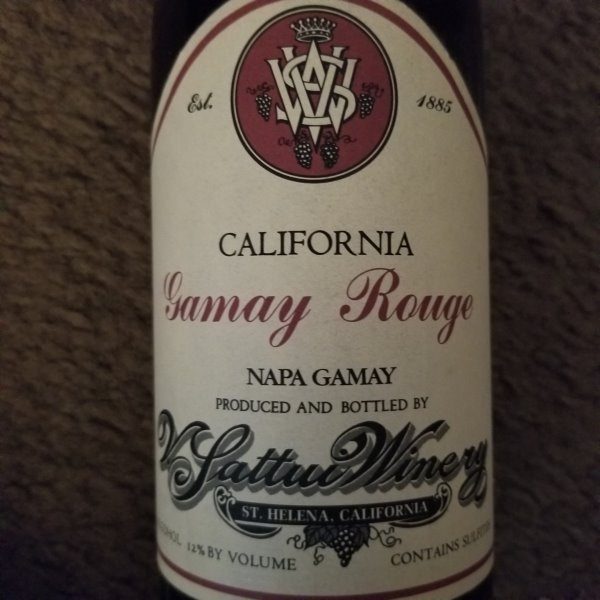 Est. 1885
CALIFORNIA
Gamay Rouge
NAPA GAMAY
PRODUCED AND BOTTLED BY
V. Sattui Winery
ST. HELENA, CALIFORNIA
12% BY VOLUME CONTAINS